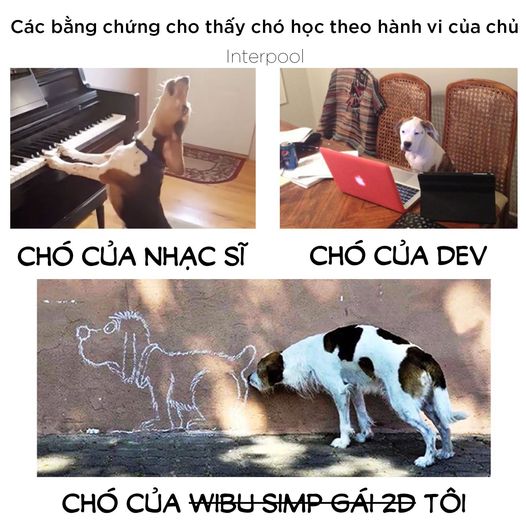 Các bằng chứng cho thấy chó học theo hành vi của chủ
Interpool
CHÓ CỦA NHẠC SĨ
CHÓ CỦA DEV
CHÓ CỦA WIBU SIMP GÁI 2D TÔI